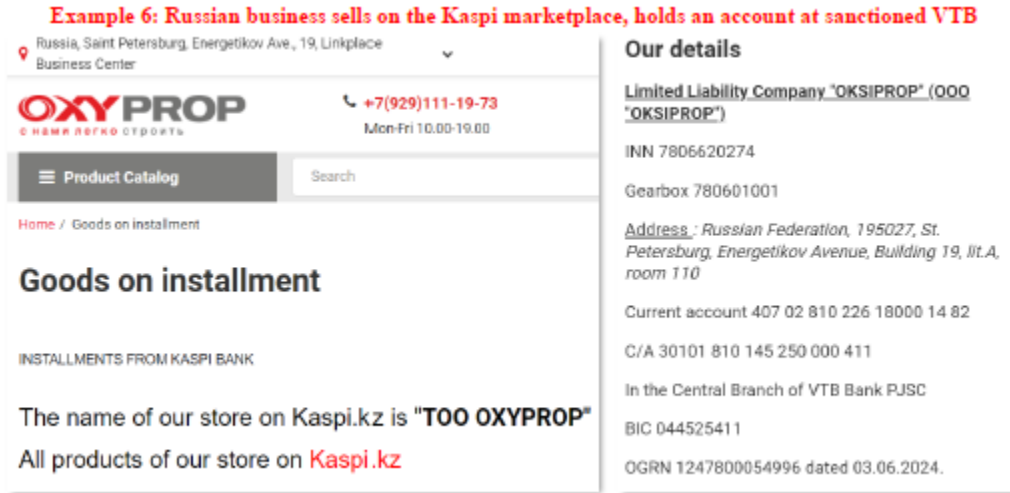 Example 6: Russian business sells on the Kaspi marketplace, holds an account at sanctioned VTB
Russia, Saint Petersburg, Energetikov Ave., 19, Linkplace
Business Center
OXYPROP
с нами легко строить
+7(929)111-19-73
Mon-Fri 10.00-19.00
Product Catalog
Search
Home / Goods on installment
Goods on installment
INSTALLMENTS FROM KASPI BANK
The name of our store on Kaspi.kz is "TOO OXYPROP"
All products of our store on Kaspi.kz
Our details
Limited Liability Company "OKSIPROP" (OOO
"OKSIPROP")
INN 7806620274
Gearbox 780601001
Address : Russian Federation, 195027, St.
Petersburg, Energetikov Avenue, Building 19, lit.A,
room 110
Current account 407 02 810 226 18000 14 82
C/A 30101 810 145 250 000 411
In the Central Branch of VTB Bank PJSC
BIC 044525411
OGRN 1247800054996 dated 03.06.2024.